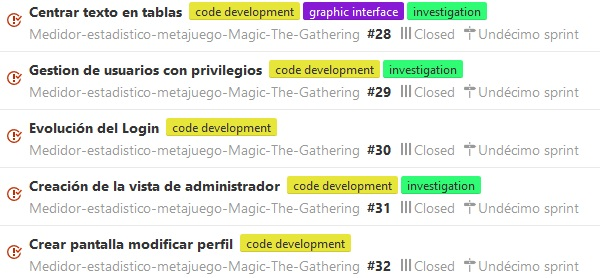 Centrar texto en tablas code development graphic interface investigation
Medidor-estadistico-metajuego-Magic-The-Gathering #28 Closed Undécimo sprint
Gestion de usuarios con privilegios code development investigation
Medidor-estadistico-metajuego-Magic-The-Gathering #29 Closed Undécimo sprint
Evolución del Login code development
Medidor-estadistico-metajuego-Magic-The-Gathering #30 Closed Undécimo sprint
Creación de la vista de administrador code development investigation
Medidor-estadistico-metajuego-Magic-The-Gathering #31 Closed Undécimo sprint
Crear pantalla modificar perfil code development
Medidor-estadistico-metajuego-Magic-The-Gathering #32 Closed Undécimo sprint